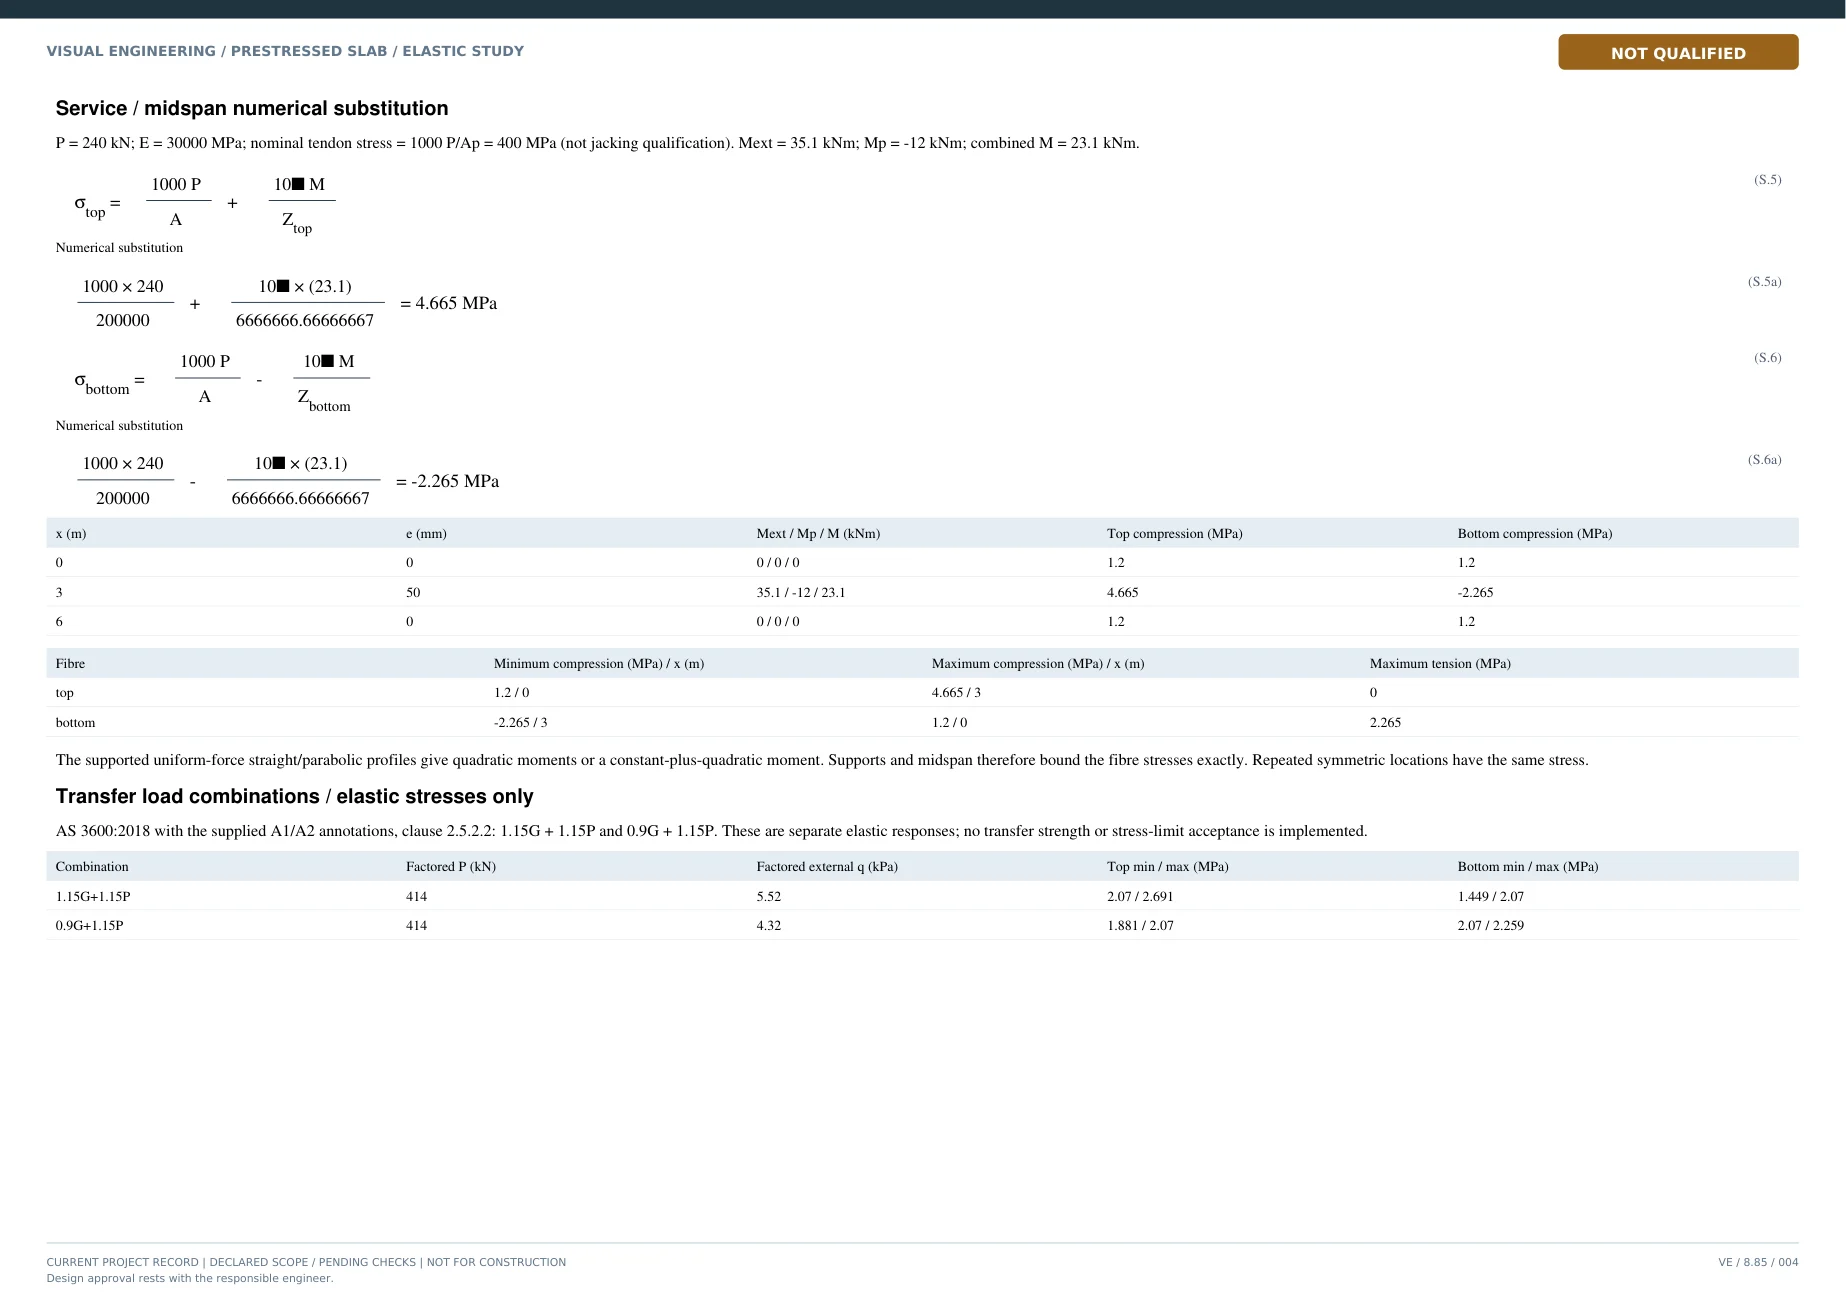 VISUAL ENGINEERING / PRESTRESSED SLAB / ELASTIC STUDY
NOT QUALIFIED
Service / midspan numerical substitution
P = 240 kN; E = 30000 MPa; nominal tendon stress = 1000 P/Ap = 400 MPa (not jacking qualification). Mext = 35.1 kNm; Mp = -12 kNm; combined M = 23.1 kNm.
σtop = 1000 P / A + 10■ M / Ztop (S.5)
Numerical substitution
1000 × 240 / 200000 + 10■ × (23.1) / 6666666.66666667 = 4.665 MPa (S.5a)
σbottom = 1000 P / A - 10■ M / Zbottom (S.6)
Numerical substitution
1000 × 240 / 200000 - 10■ × (23.1) / 6666666.66666667 = -2.265 MPa (S.6a)
x (m) e (mm) Mext / Mp / M (kNm) Top compression (MPa) Bottom compression (MPa)
0 0 0 / 0 / 0 1.2 1.2
3 50 35.1 / -12 / 23.1 4.665 -2.265
6 0 0 / 0 / 0 1.2 1.2
Fibre Minimum compression (MPa) / x (m) Maximum compression (MPa) / x (m) Maximum tension (MPa)
top 1.2 / 0 4.665 / 3 0
bottom -2.265 / 3 1.2 / 0 2.265
The supported uniform-force straight/parabolic profiles give quadratic moments or a constant-plus-quadratic moment. Supports and midspan therefore bound the fibre stresses exactly. Repeated symmetric locations have the same stress.
Transfer load combinations / elastic stresses only
AS 3600:2018 with the supplied A1/A2 annotations, clause 2.5.2.2: 1.15G + 1.15P and 0.9G + 1.15P. These are separate elastic responses; no transfer strength or stress-limit acceptance is implemented.
Combination Factored P (kN) Factored external q (kPa) Top min / max (MPa) Bottom min / max (MPa)
1.15G+1.15P 414 5.52 2.07 / 2.691 1.449 / 2.07
0.9G+1.15P 414 4.32 1.881 / 2.07 2.07 / 2.259
CURRENT PROJECT RECORD | DECLARED SCOPE / PENDING CHECKS | NOT FOR CONSTRUCTION
VE / 8.85 / 004
Design approval rests with the responsible engineer.